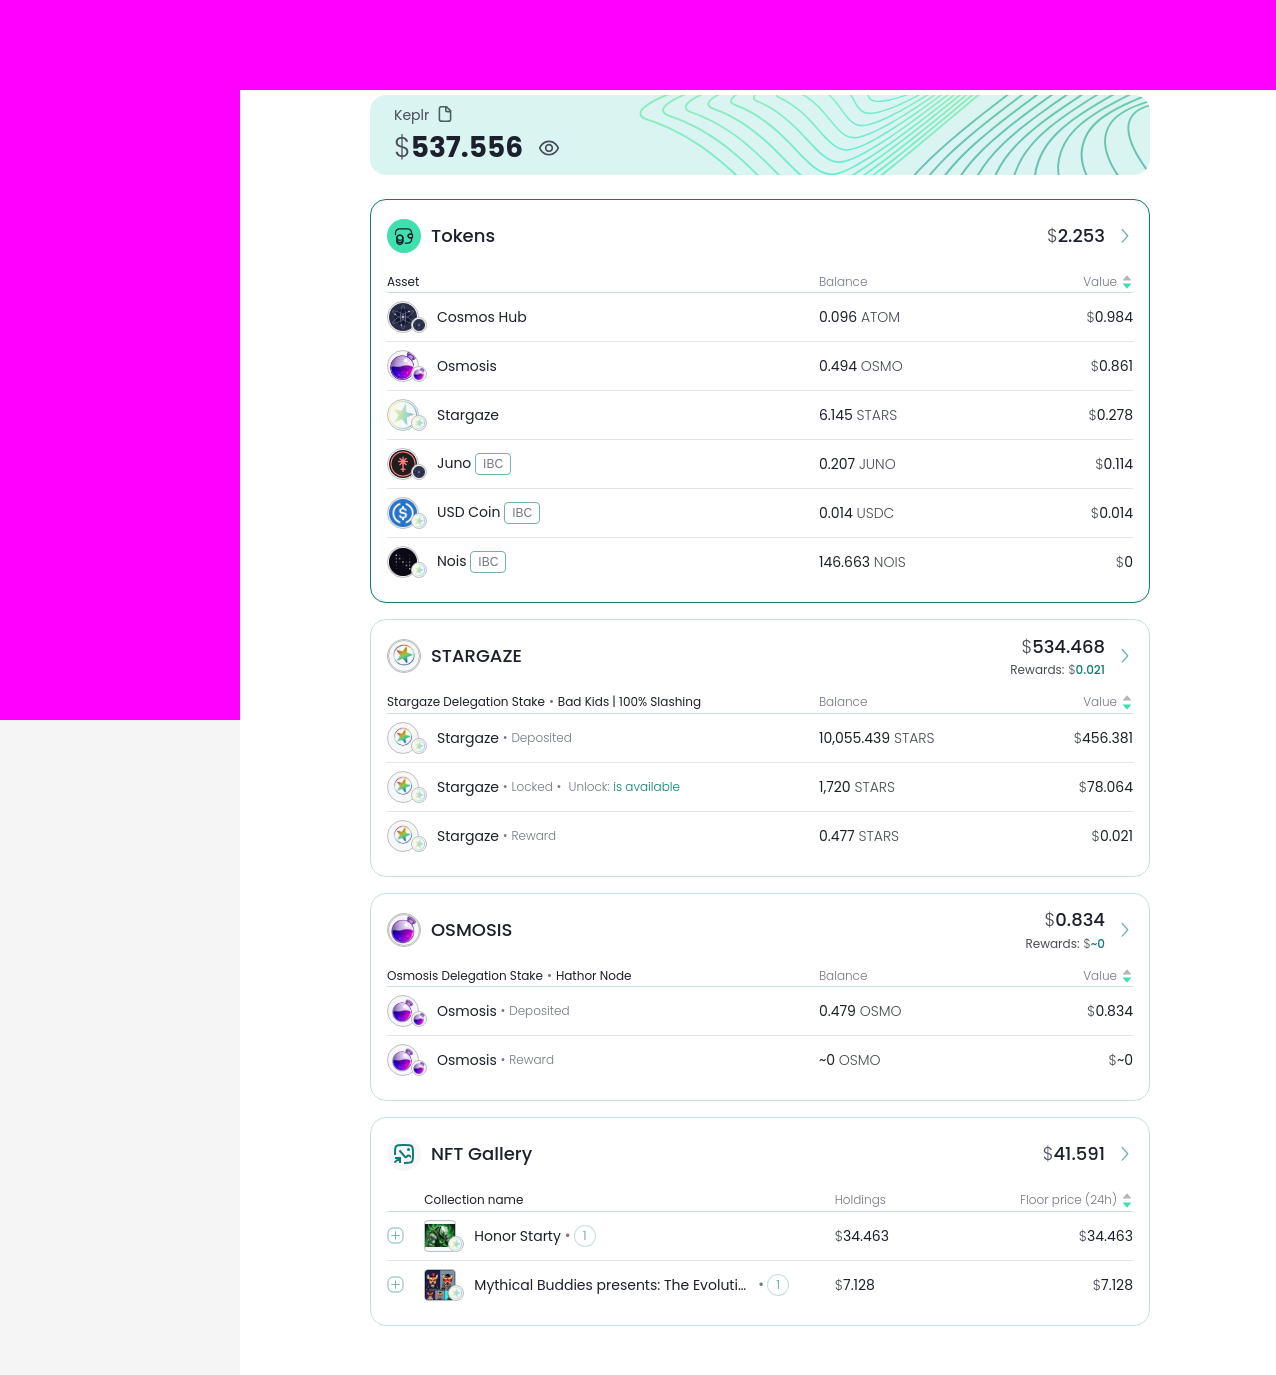 Keplr
$537.556
Tokens $2.253
Asset Balance Value
Cosmos Hub 0.096 ATOM $0.984
Osmosis 0.494 OSMO $0.861
Stargaze 6.145 STARS $0.278
Juno IBC 0.207 JUNO $0.114
USD Coin IBC 0.014 USDC $0.014
Nois IBC 146.663 NOIS $0
STARGAZE $534.468
Rewards: $0.021
Stargaze Delegation Stake • Bad Kids | 100% Slashing Balance Value
Stargaze • Deposited 10,055.439 STARS $456.381
Stargaze • Locked • Unlock: is available 1,720 STARS $78.064
Stargaze • Reward 0.477 STARS $0.021
OSMOSIS $0.834
Rewards: $~0
Osmosis Delegation Stake • Hathor Node Balance Value
Osmosis • Deposited 0.479 OSMO $0.834
Osmosis • Reward ~0 OSMO $~0
NFT Gallery $41.591
Collection name Holdings Floor price (24h)
Honor Starty • 1 $34.463 $34.463
Mythical Buddies presents: The Evoluti... • 1 $7.128 $7.128